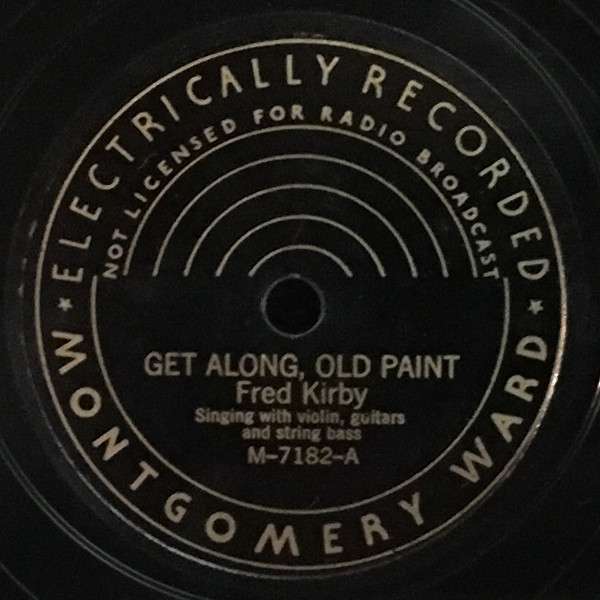 ELECTRICALLY RECORDED
NOT LICENSED FOR RADIO BROADCAST
GET ALONG, OLD PAINT
Fred Kirby
Singing with violin, guitars
and string bass
M-7182-A
★ MONTGOMERY WARD ★